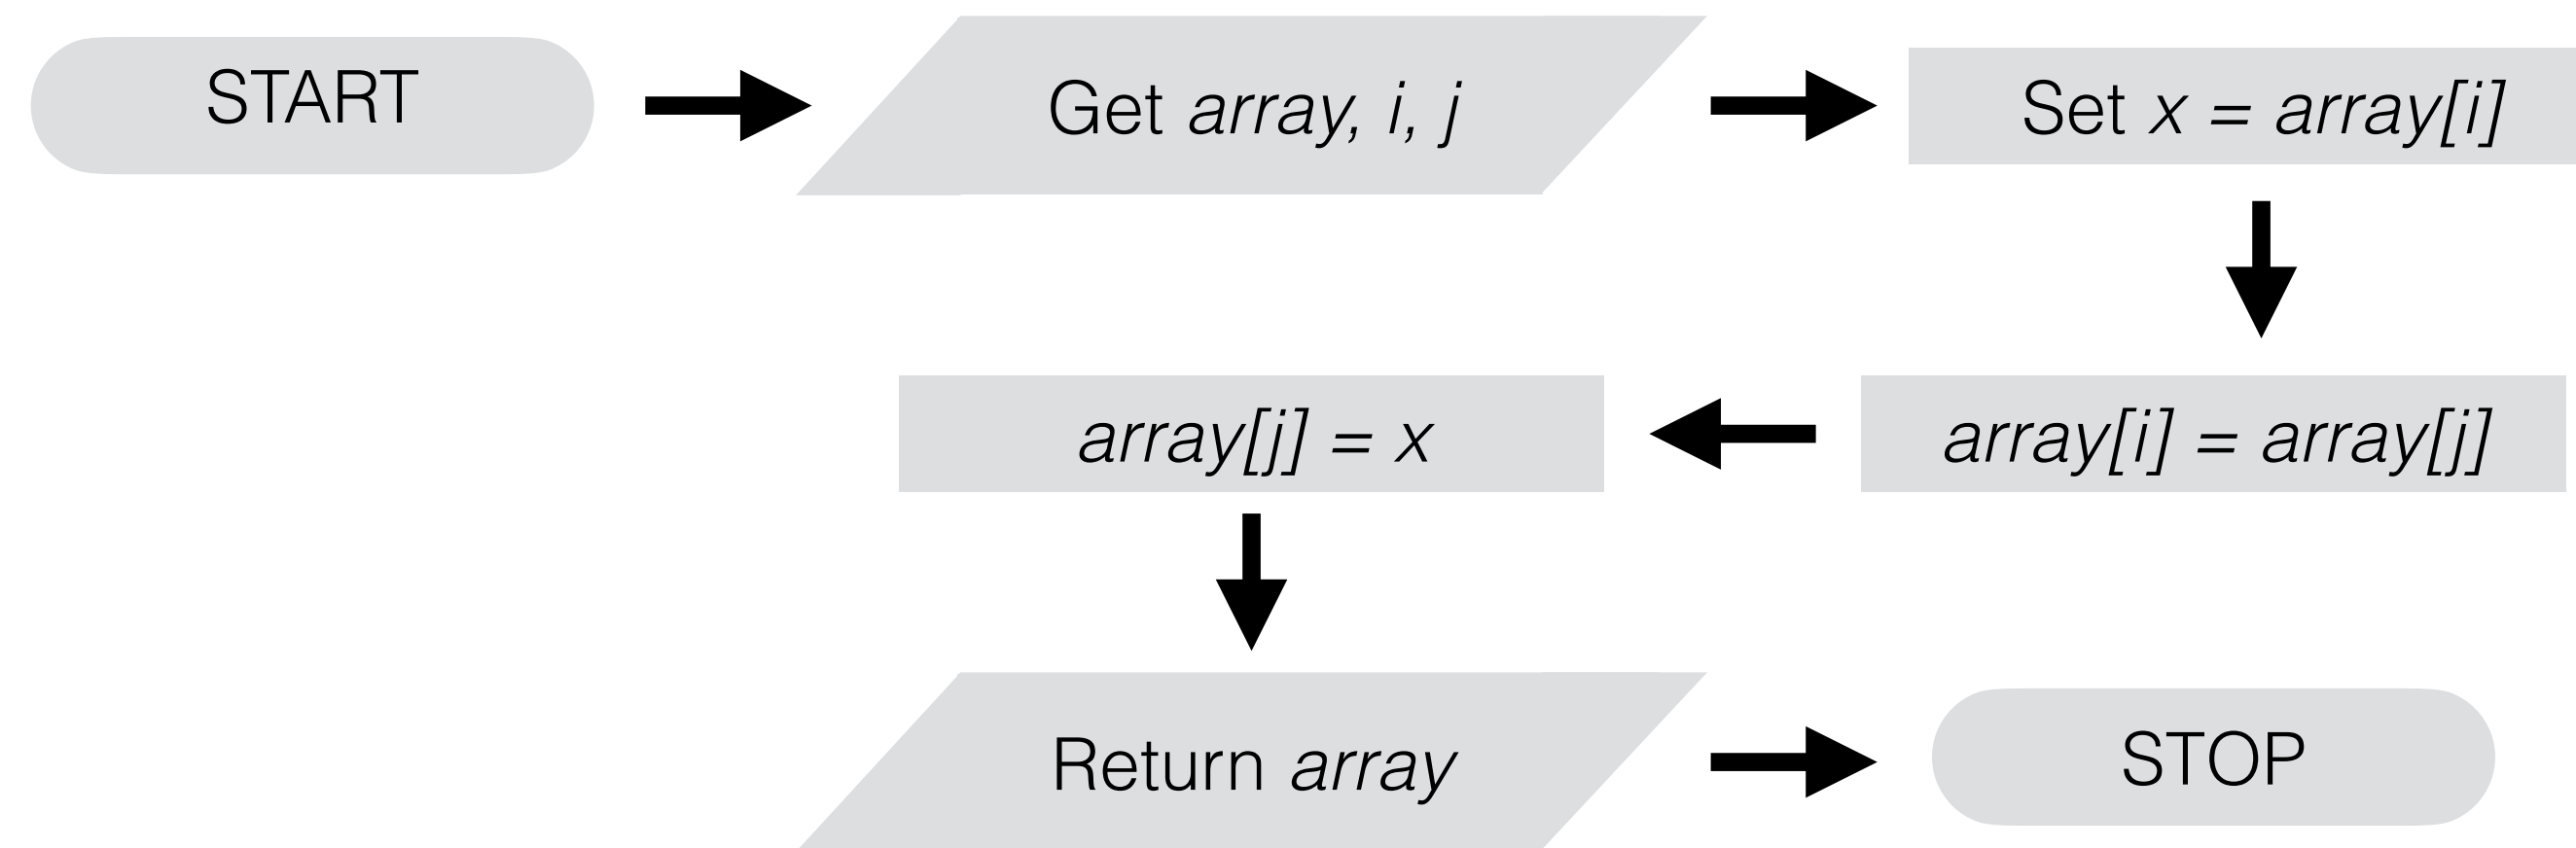 START
Get array, i, j
Set x = array[i]
array[i] = array[j]
array[j] = x
Return array
STOP